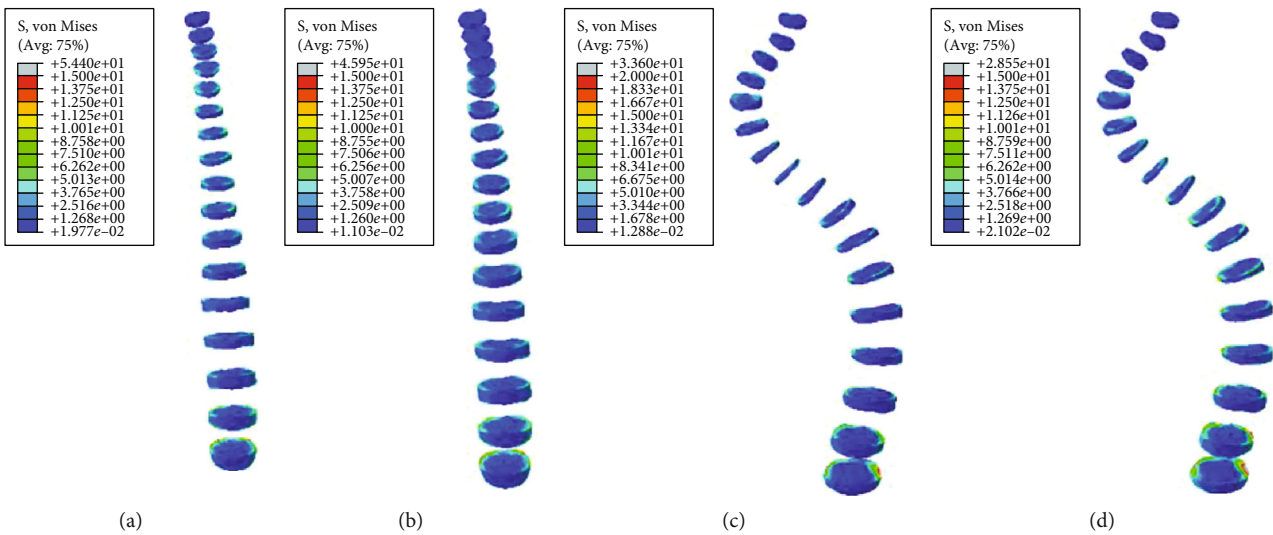 S, von Mises
(Avg: 75%)
+5.440e+01
+1.500e+01
+1.375e+01
+1.250e+01
+1.125e+01
+1.001e+01
+8.758e+00
+7.510e+00
+6.262e+00
+5.013e+00
+3.765e+00
+2.516e+00
+1.268e+00
+1.977e–02
(a)
S, von Mises
(Avg: 75%)
+4.595e+01
+1.500e+01
+1.375e+01
+1.250e+01
+1.125e+01
+1.000e+01
+8.755e+00
+7.506e+00
+6.256e+00
+5.007e+00
+3.758e+00
+2.509e+00
+1.260e+00
+1.103e–02
(b)
S, von Mises
(Avg: 75%)
+3.360e+01
+2.000e+01
+1.833e+01
+1.667e+01
+1.500e+01
+1.334e+01
+1.167e+01
+1.001e+01
+8.341e+00
+6.675e+00
+5.010e+00
+3.344e+00
+1.678e+00
+1.288e–02
(c)
S, von Mises
(Avg: 75%)
+2.855e+01
+1.500e+01
+1.375e+01
+1.250e+01
+1.126e+01
+1.001e+01
+8.759e+00
+7.511e+00
+6.262e+00
+5.014e+00
+3.766e+00
+2.518e+00
+1.269e+00
+2.102e–02
(d)